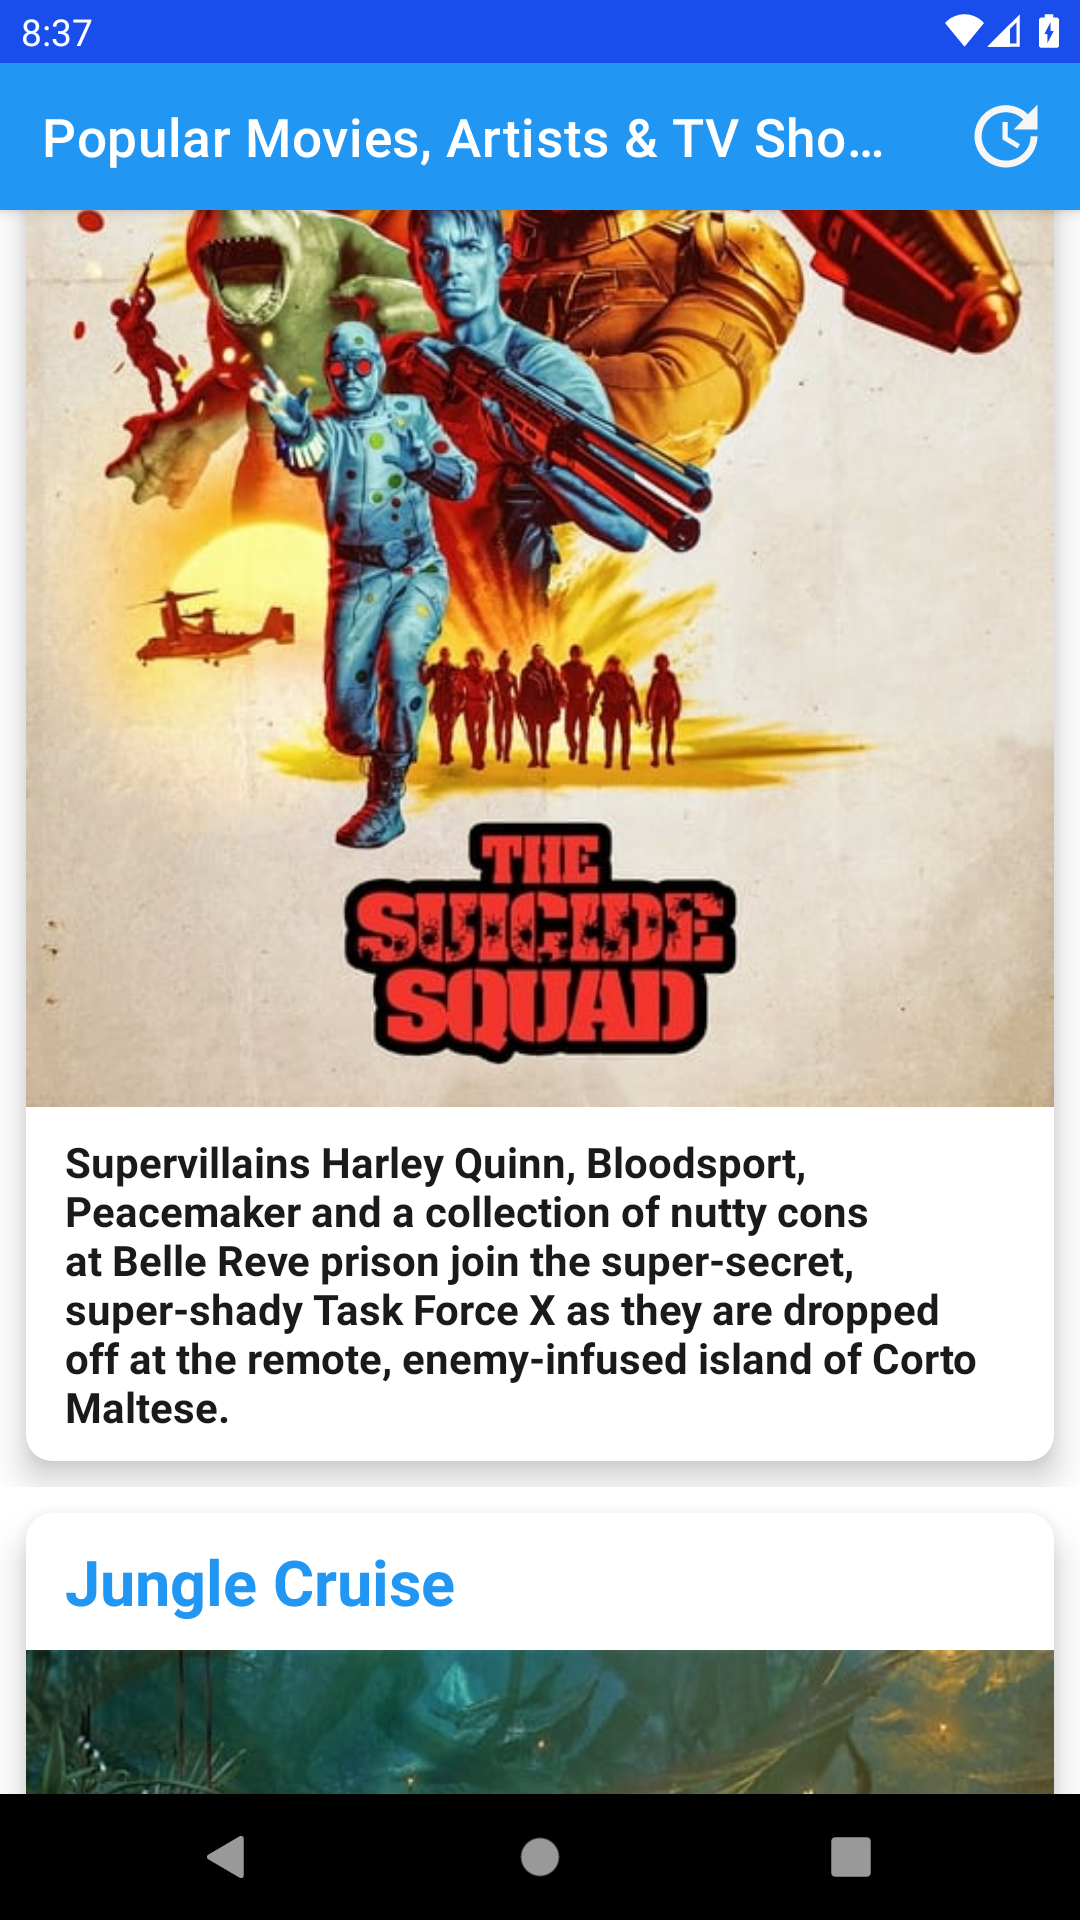 8:37
Popular Movies, Artists & TV Sho...
THE
SUICIDE
SQUAD
Supervillains Harley Quinn, Bloodsport,
Peacemaker and a collection of nutty cons
at Belle Reve prison join the super-secret,
super-shady Task Force X as they are dropped
off at the remote, enemy-infused island of Corto
Maltese.
Jungle Cruise